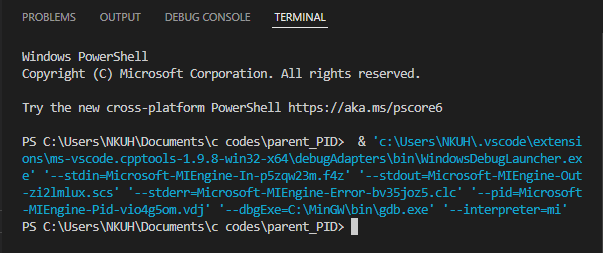 PROBLEMS OUTPUT DEBUG CONSOLE TERMINAL
Windows PowerShell
Copyright (C) Microsoft Corporation. All rights reserved.
Try the new cross-platform PowerShell https://aka.ms/pscore6
PS C:\Users\NKUH\Documents\c codes\parent_PID>  & 'c:\Users\NKUH\.vscode\extensi
ons\ms-vscode.cpptools-1.9.8-win32-x64\debugAdapters\bin\WindowsDebugLauncher.ex
e' '--stdin=Microsoft-MIEngine-In-p5zqw23m.f4z' '--stdout=Microsoft-MIEngine-Out
-zi2lmlux.scs' '--stderr=Microsoft-MIEngine-Error-bv35joz5.clc' '--pid=Microsoft
-MIEngine-Pid-vio4g5om.vdj' '--dbgExe=C:\MinGW\bin\gdb.exe' '--interpreter=mi'
PS C:\Users\NKUH\Documents\c codes\parent_PID>